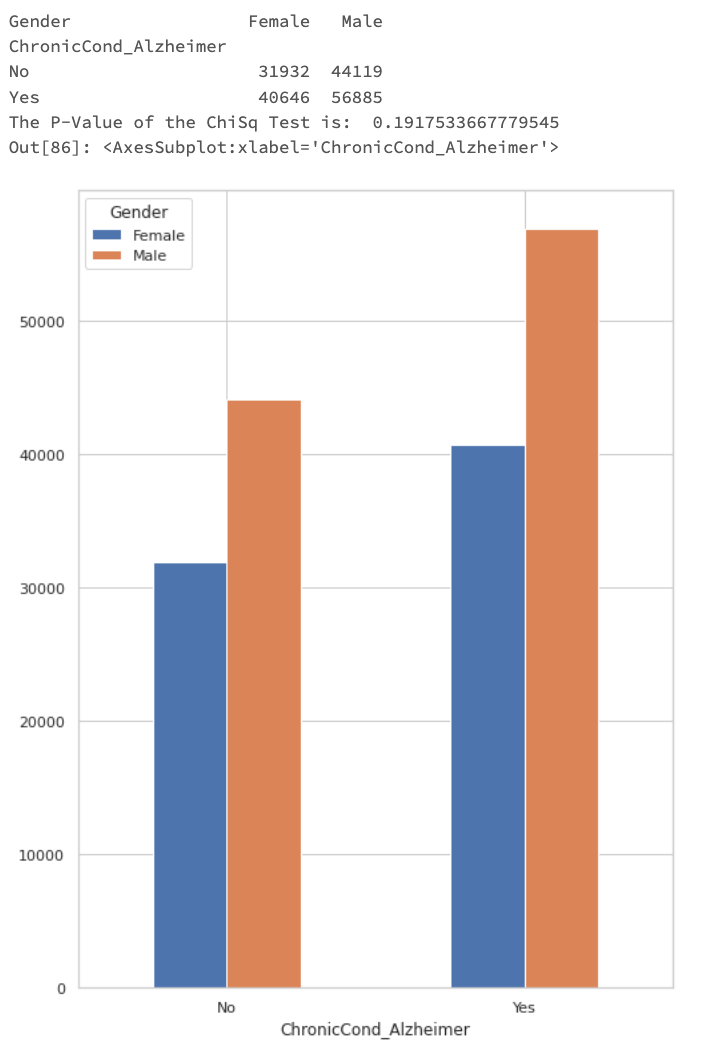 Gender Female Male
ChronicCond_Alzheimer
No 31932 44119
Yes 40646 56885
The P-Value of the ChiSq Test is: 0.1917533667779545
Out[86]: <AxesSubplot:xlabel='ChronicCond_Alzheimer'>
Gender
Female
Male
50000
40000
30000
20000
10000
0
No Yes
ChronicCond_Alzheimer